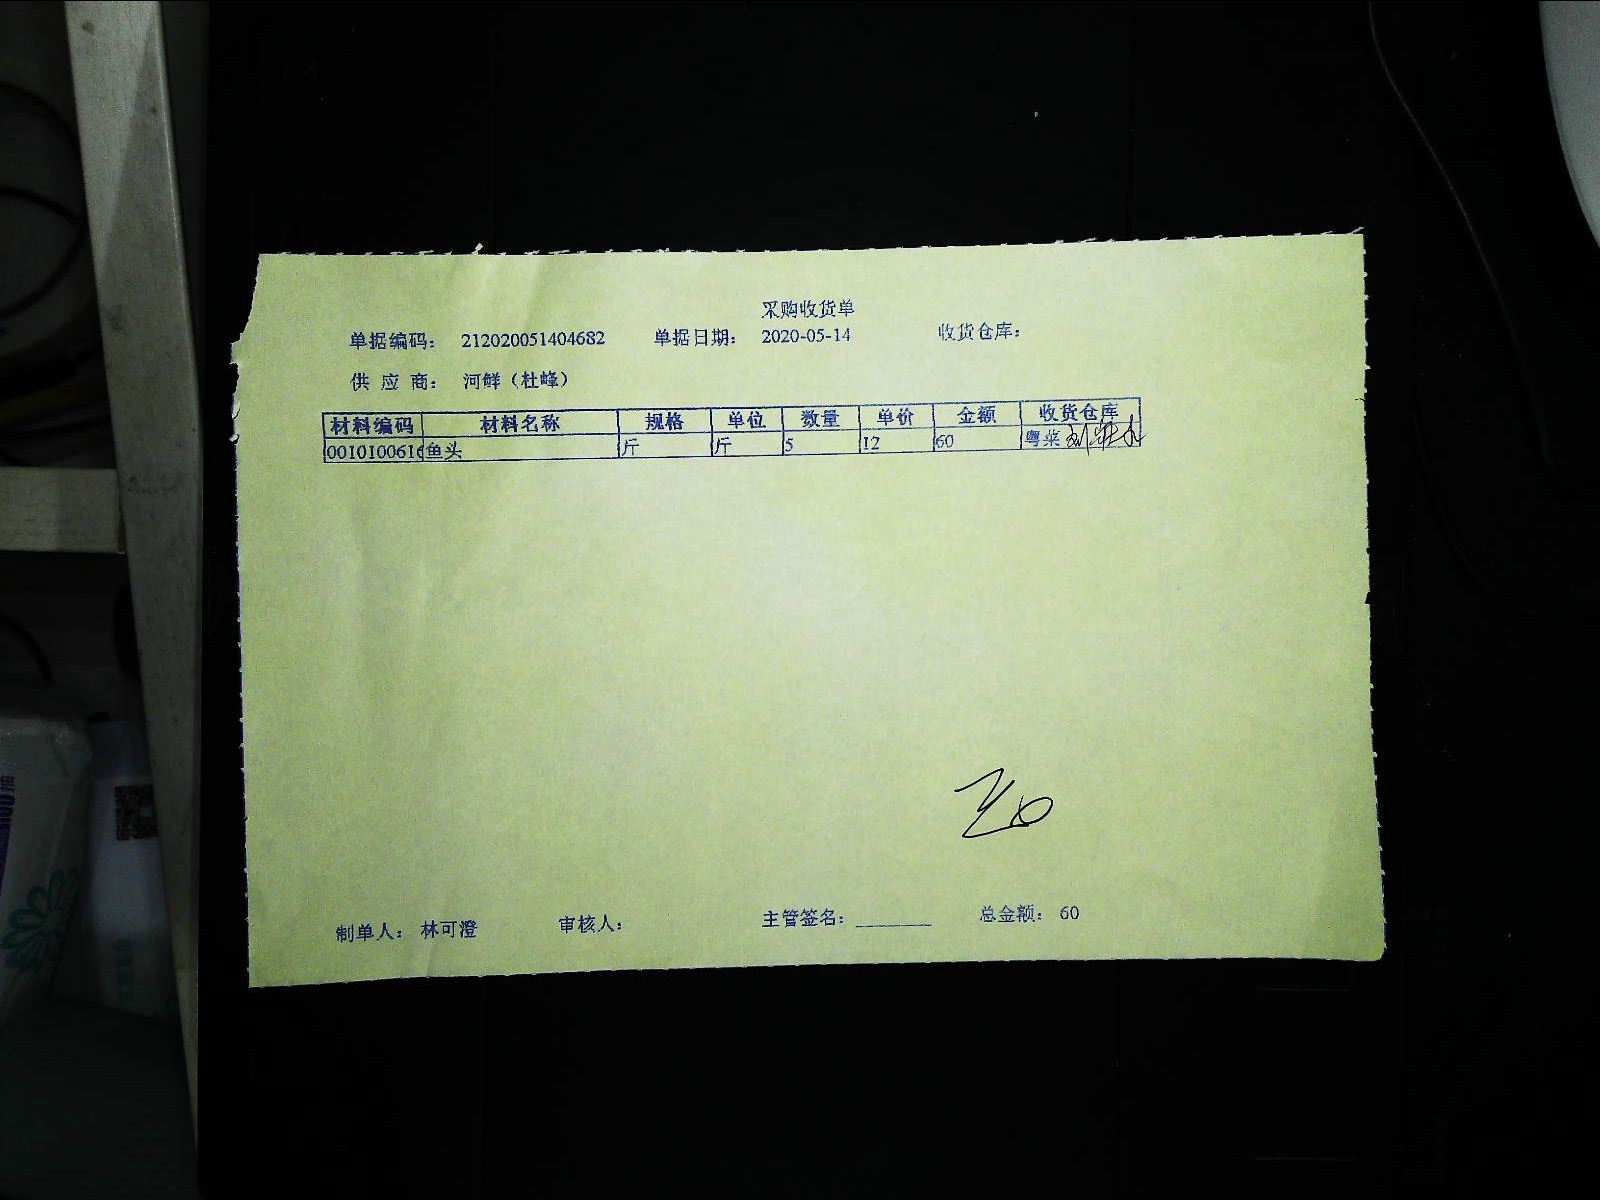 采购收货单
单据编码： 212020051404682 单据日期： 2020-05-14 收货仓库：
供 应 商： 河鲜（杜峰）
材料编码 材料名称 规格 单位 数量 单价 金额 收货仓库
0010100616 鱼头 斤 斤 5 12 60 粤菜
制单人： 林可澄 审核人： 主管签名： 总金额： 60